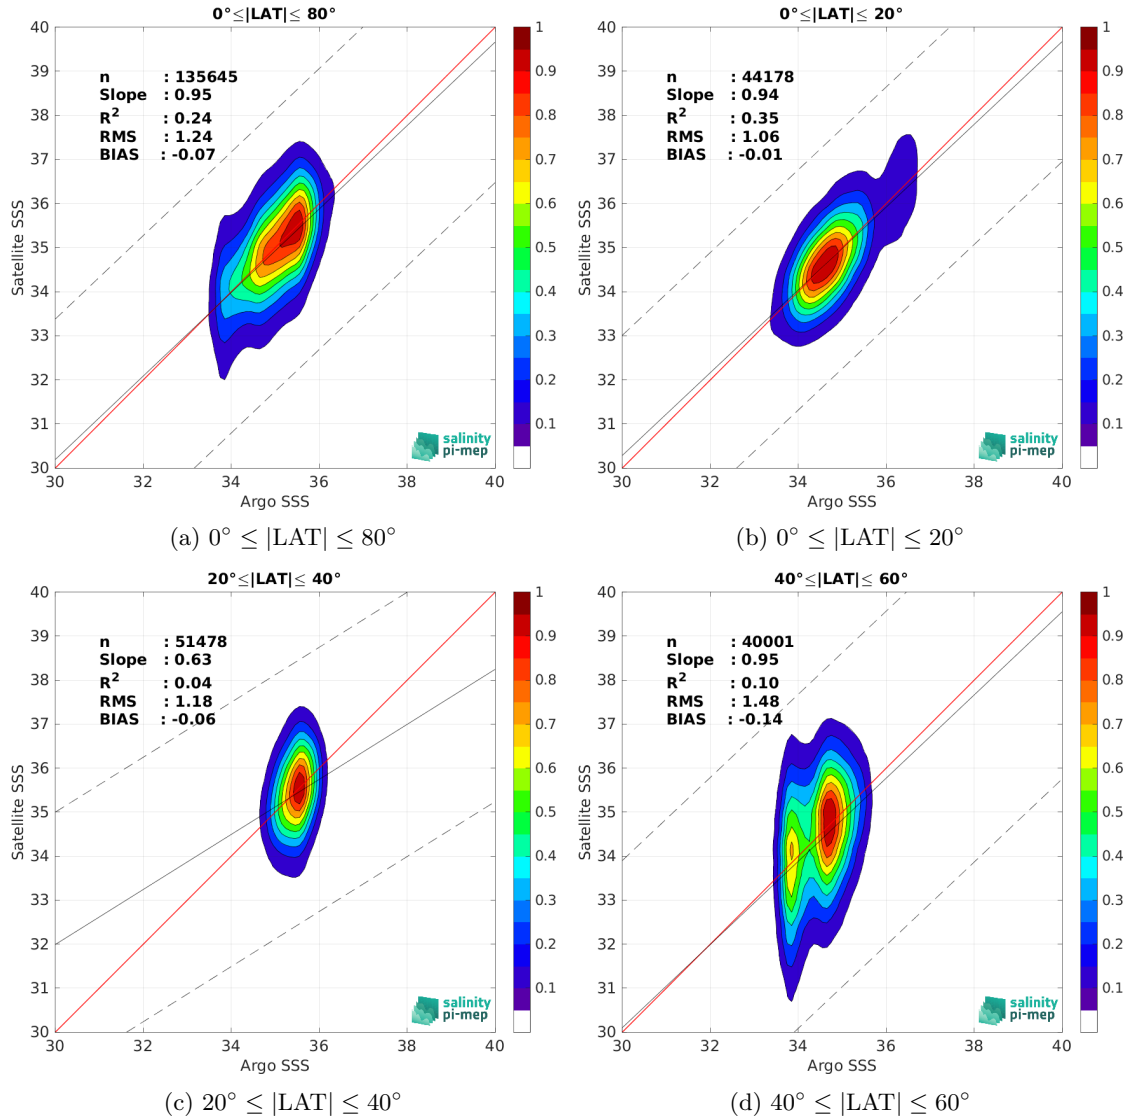 0°≤|LAT|≤ 80°
40
39
38
37
36
35
34
33
32
31
30
Satellite SSS
n : 135645
Slope : 0.95
R² : 0.24
RMS : 1.24
BIAS : -0.07
salinity
pi-mep
30 32 34 36 38 40
Argo SSS
1
0.9
0.8
0.7
0.6
0.5
0.4
0.3
0.2
0.1
(a) 0° ≤ |LAT| ≤ 80°
0°≤|LAT|≤ 20°
40
39
38
37
36
35
34
33
32
31
30
Satellite SSS
n : 44178
Slope : 0.94
R² : 0.35
RMS : 1.06
BIAS : -0.01
salinity
pi-mep
30 32 34 36 38 40
Argo SSS
1
0.9
0.8
0.7
0.6
0.5
0.4
0.3
0.2
0.1
(b) 0° ≤ |LAT| ≤ 20°
20°≤|LAT|≤ 40°
40
39
38
37
36
35
34
33
32
31
30
Satellite SSS
n : 51478
Slope : 0.63
R² : 0.04
RMS : 1.18
BIAS : -0.06
salinity
pi-mep
30 32 34 36 38 40
Argo SSS
1
0.9
0.8
0.7
0.6
0.5
0.4
0.3
0.2
0.1
(c) 20° ≤ |LAT| ≤ 40°
40°≤|LAT|≤ 60°
40
39
38
37
36
35
34
33
32
31
30
Satellite SSS
n : 40001
Slope : 0.95
R² : 0.10
RMS : 1.48
BIAS : -0.14
salinity
pi-mep
30 32 34 36 38 40
Argo SSS
1
0.9
0.8
0.7
0.6
0.5
0.4
0.3
0.2
0.1
(d) 40° ≤ |LAT| ≤ 60°